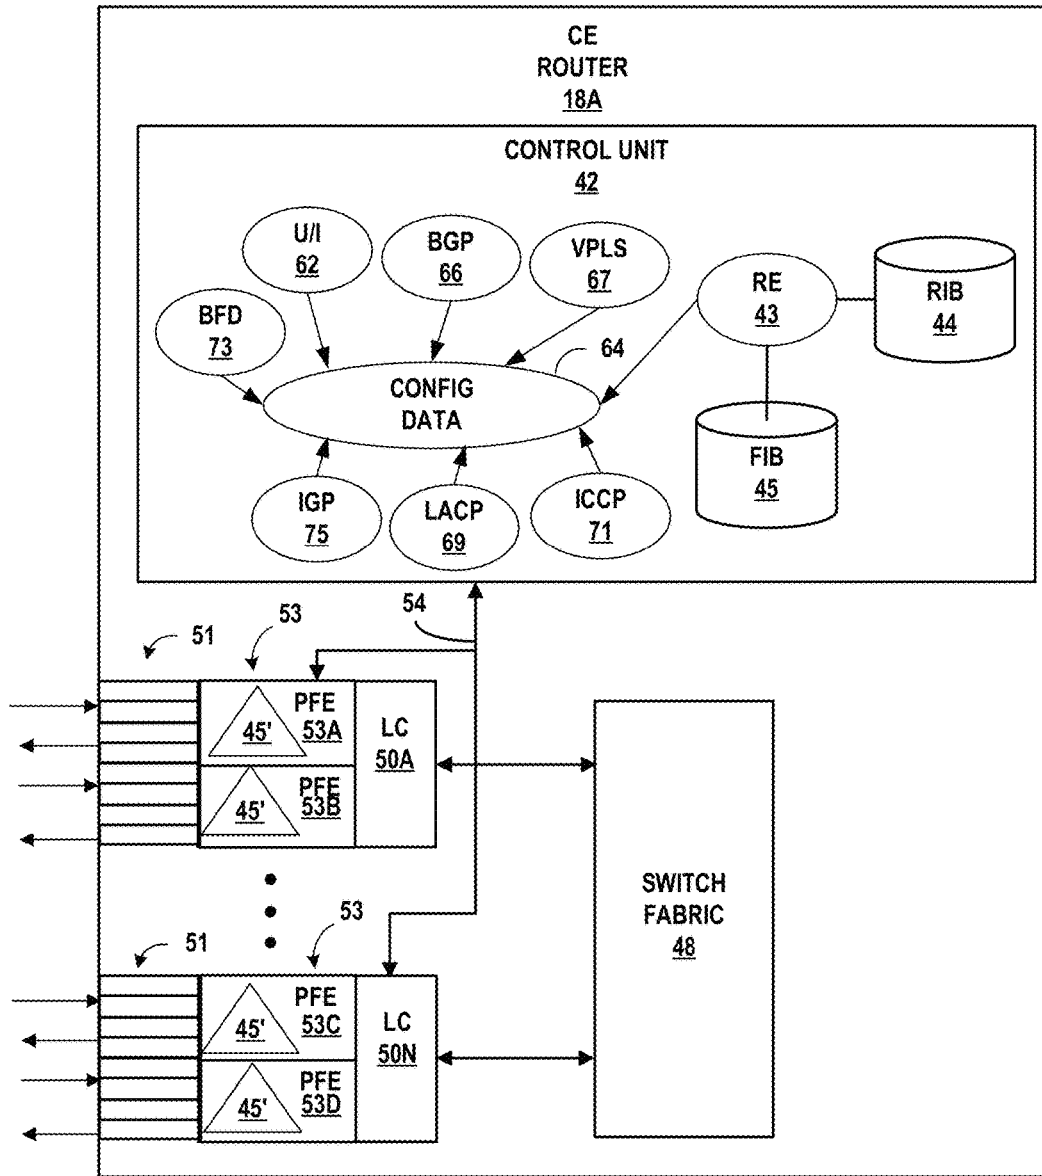 CE
ROUTER
18A
CONTROL UNIT
42
U/I
62
BGP
66
VPLS
67
RE
43
RIB
44
BFD
73
64
CONFIG
DATA
FIB
45
IGP
75
LACP
69
ICCP
71
54
51
53
45'
PFE
53A
LC
50A
45'
PFE
53B
SWITCH
FABRIC
48
51
53
45'
PFE
53C
LC
50N
45'
PFE
53D